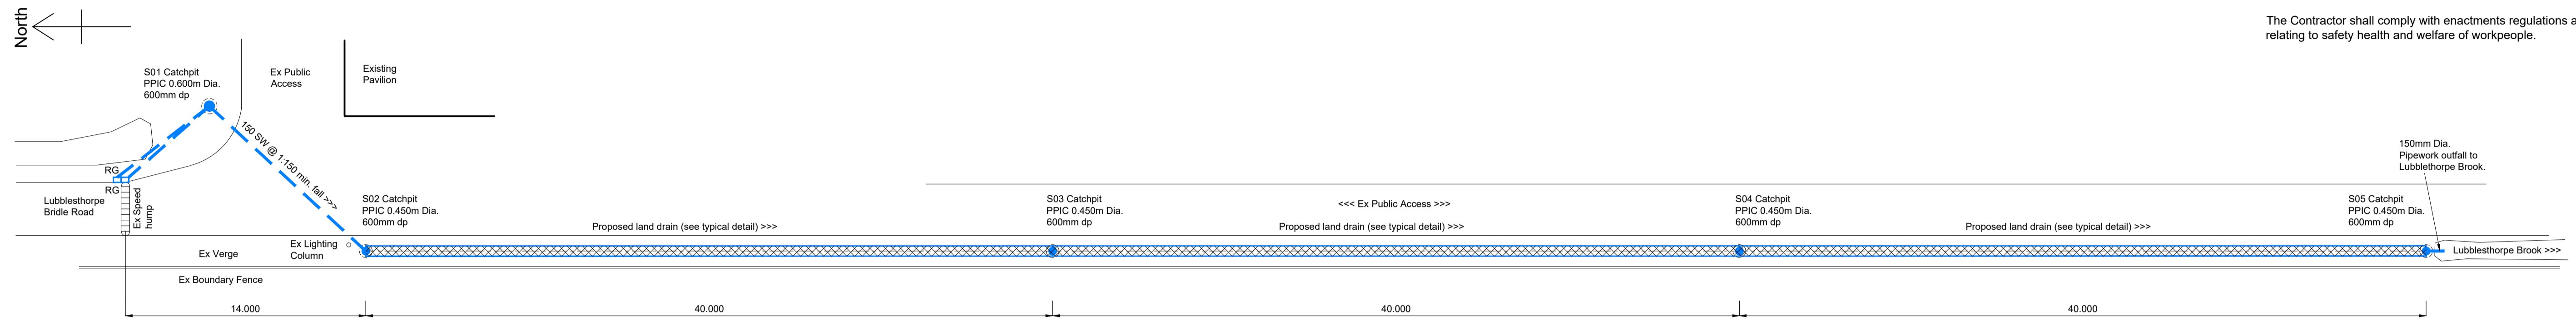 North
The Contractor shall comply with enactments regulations a
relating to safety health and welfare of workpeople.
S01 Catchpit
PPIC 0.600m Dia.
600mm dp
Ex Public
Access
Existing
Pavilion
150 SW @ 1:150 min. fall >>>
150mm Dia.
Pipework outfall to
Lubblethorpe Brook.
RG
RG
Lubblesthorpe
Bridle Road
Ex Speed
hump
S02 Catchpit
PPIC 0.450m Dia.
600mm dp
Proposed land drain (see typical detail) >>>
S03 Catchpit
PPIC 0.450m Dia.
600mm dp
<<< Ex Public Access >>>
Proposed land drain (see typical detail) >>>
S04 Catchpit
PPIC 0.450m Dia.
600mm dp
Proposed land drain (see typical detail) >>>
S05 Catchpit
PPIC 0.450m Dia.
600mm dp
Ex Lighting
Column
Ex Verge
Lubblesthorpe Brook >>>
Ex Boundary Fence
14.000
40.000
40.000
40.000